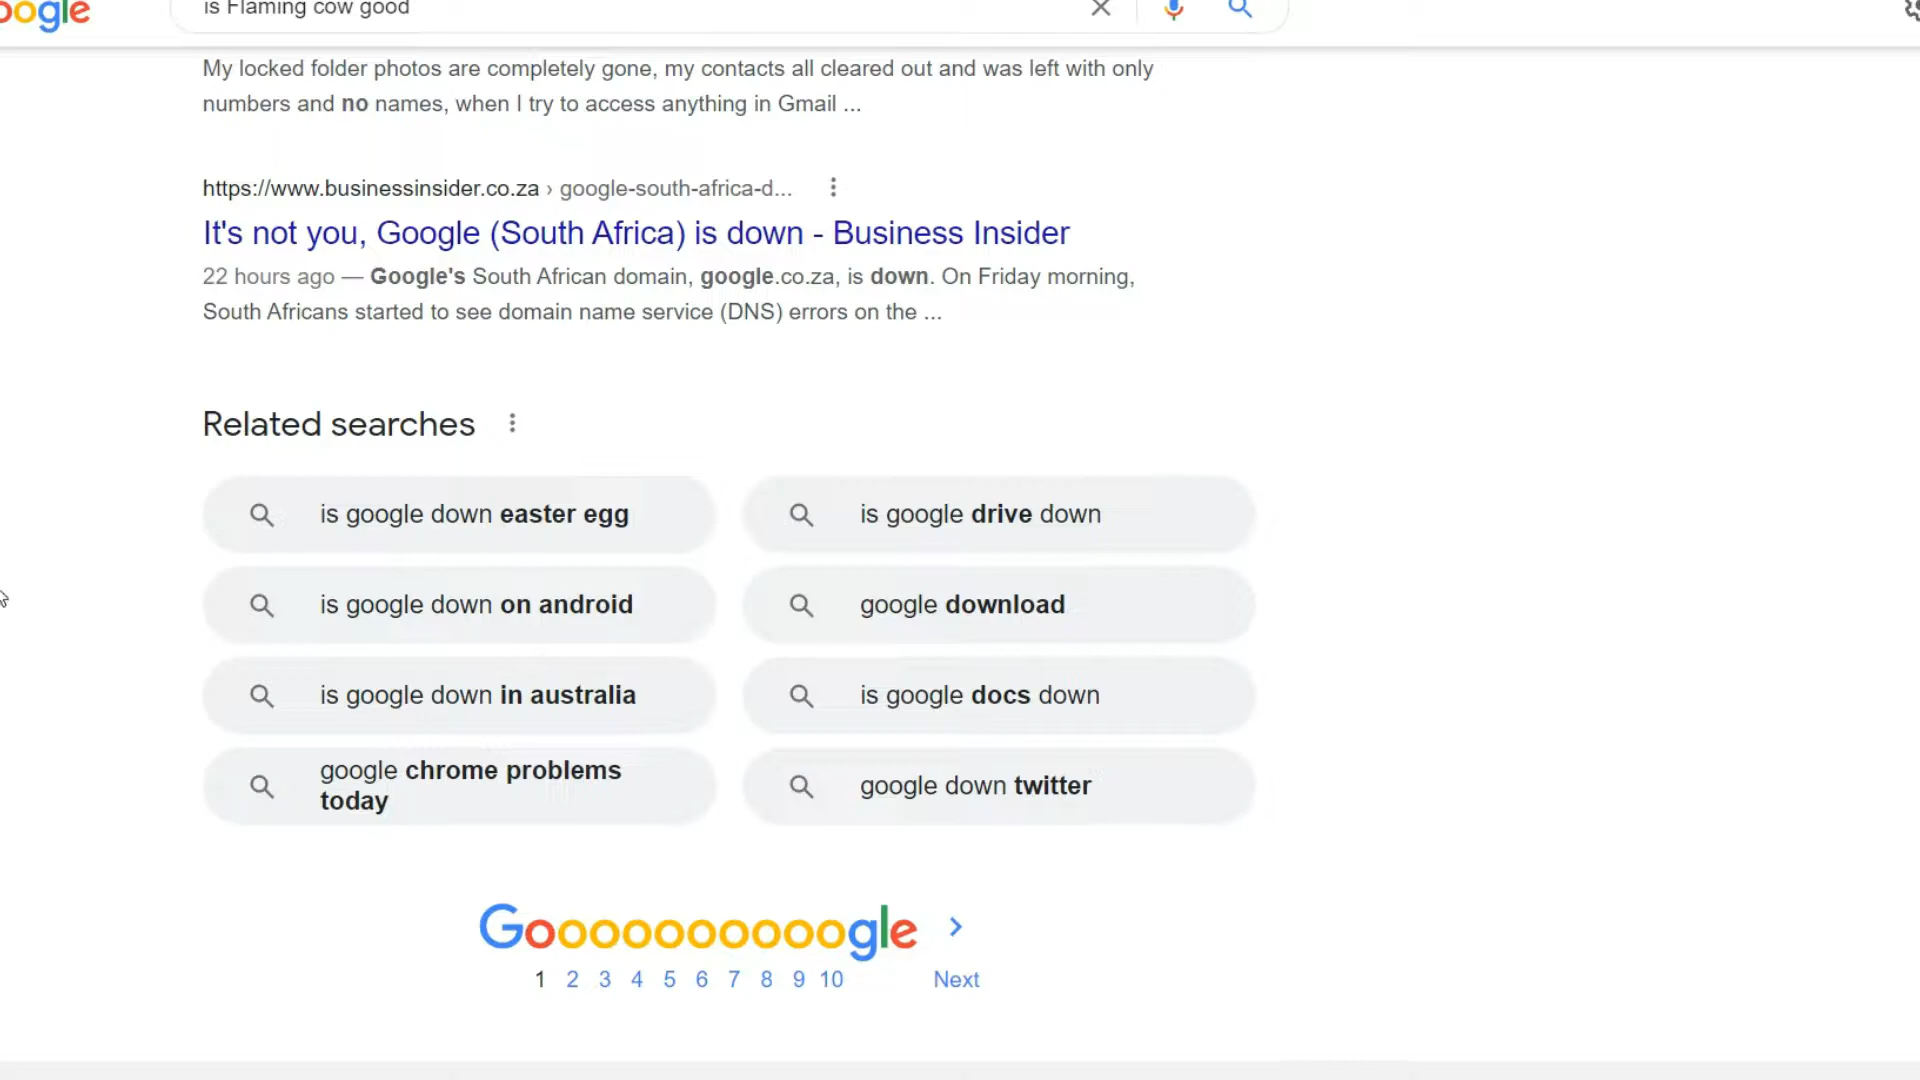 oogle
is Flaming cow good
My locked folder photos are completely gone, my contacts all cleared out and was left with only
numbers and no names, when I try to access anything in Gmail ...
https://www.businessinsider.co.za › google-south-africa-d...
It's not you, Google (South Africa) is down - Business Insider
22 hours ago — Google's South African domain, google.co.za, is down. On Friday morning,
South Africans started to see domain name service (DNS) errors on the ...
Related searches
is google down easter egg
is google drive down
is google down on android
google download
is google down in australia
is google docs down
google chrome problems
today
google down twitter
Goooooooooogle
1 2 3 4 5 6 7 8 9 10 Next